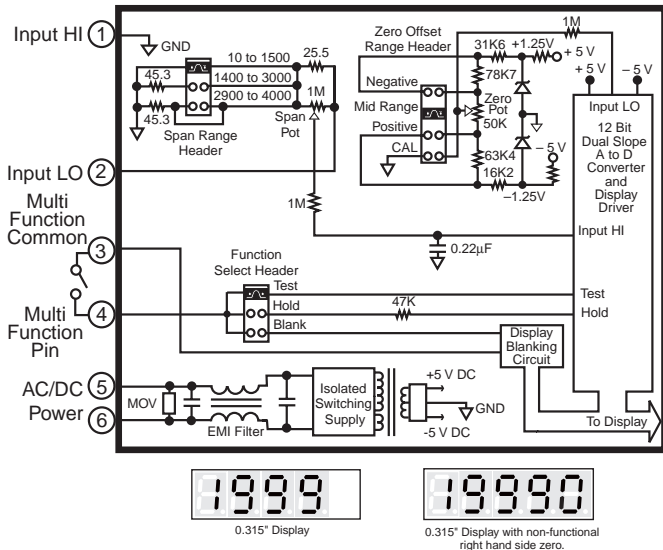 Input HI 1
GND
10 to 1500
25.5
45.3
1400 to 3000
1M
2900 to 4000
45.3
Span Range
Header
Span
Pot
Input LO 2
1M
Zero Offset
Range Header
1M
31K6
+1.25V
+ 5 V
Negative
78K7
Mid Range
Zero
Pot
50K
Positive
CAL
63K4
16K2
– 5 V
–1.25V
+ 5 V
– 5 V
Input LO
12 Bit
Dual Slope
A to D
Converter
and
Display
Driver
Input HI
0.22µF
Multi
Function
Common
3
Multi
Function
Pin
4
Function
Select Header
Test
Hold
Blank
47K
Test
Hold
Display
Blanking
Circuit
AC/DC 5
Power 6
MOV
EMI Filter
Isolated
Switching
Supply
+5 V DC
GND
-5 V DC
To Display
1999
0.315" Display
19990
0.315" Display with non-functional
right hand side zero.